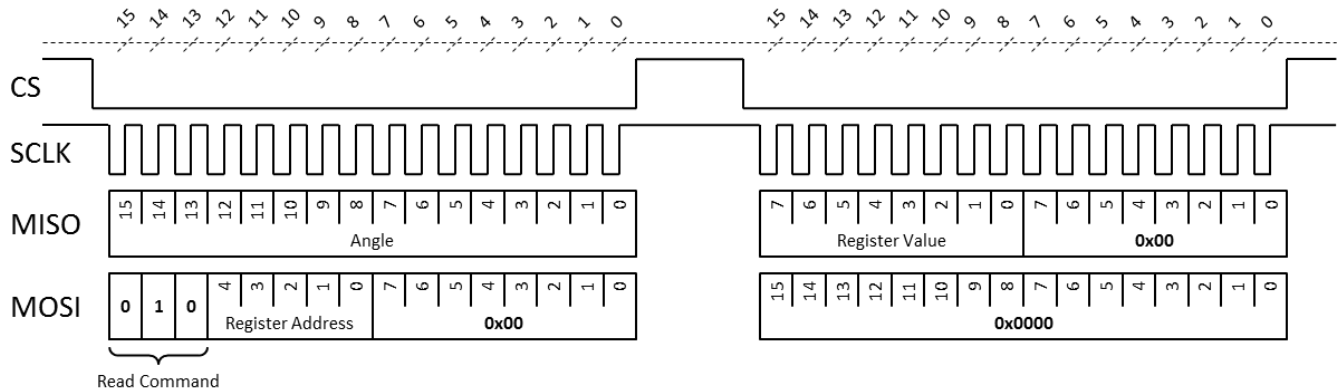 15 14 13 12 11 10 9 8 7 6 5 4 3 2 1 0 15 14 13 12 11 10 9 8 7 6 5 4 3 2 1 0
CS
SCLK
MISO 15 14 13 12 11 10 9 8 7 6 5 4 3 2 1 0 7 6 5 4 3 2 1 0 7 6 5 4 3 2 1 0
Angle Register Value 0x00
MOSI 0 1 0 4 3 2 1 0 7 6 5 4 3 2 1 0 15 14 13 12 11 10 9 8 7 6 5 4 3 2 1 0
Register Address 0x00 0x0000
Read Command